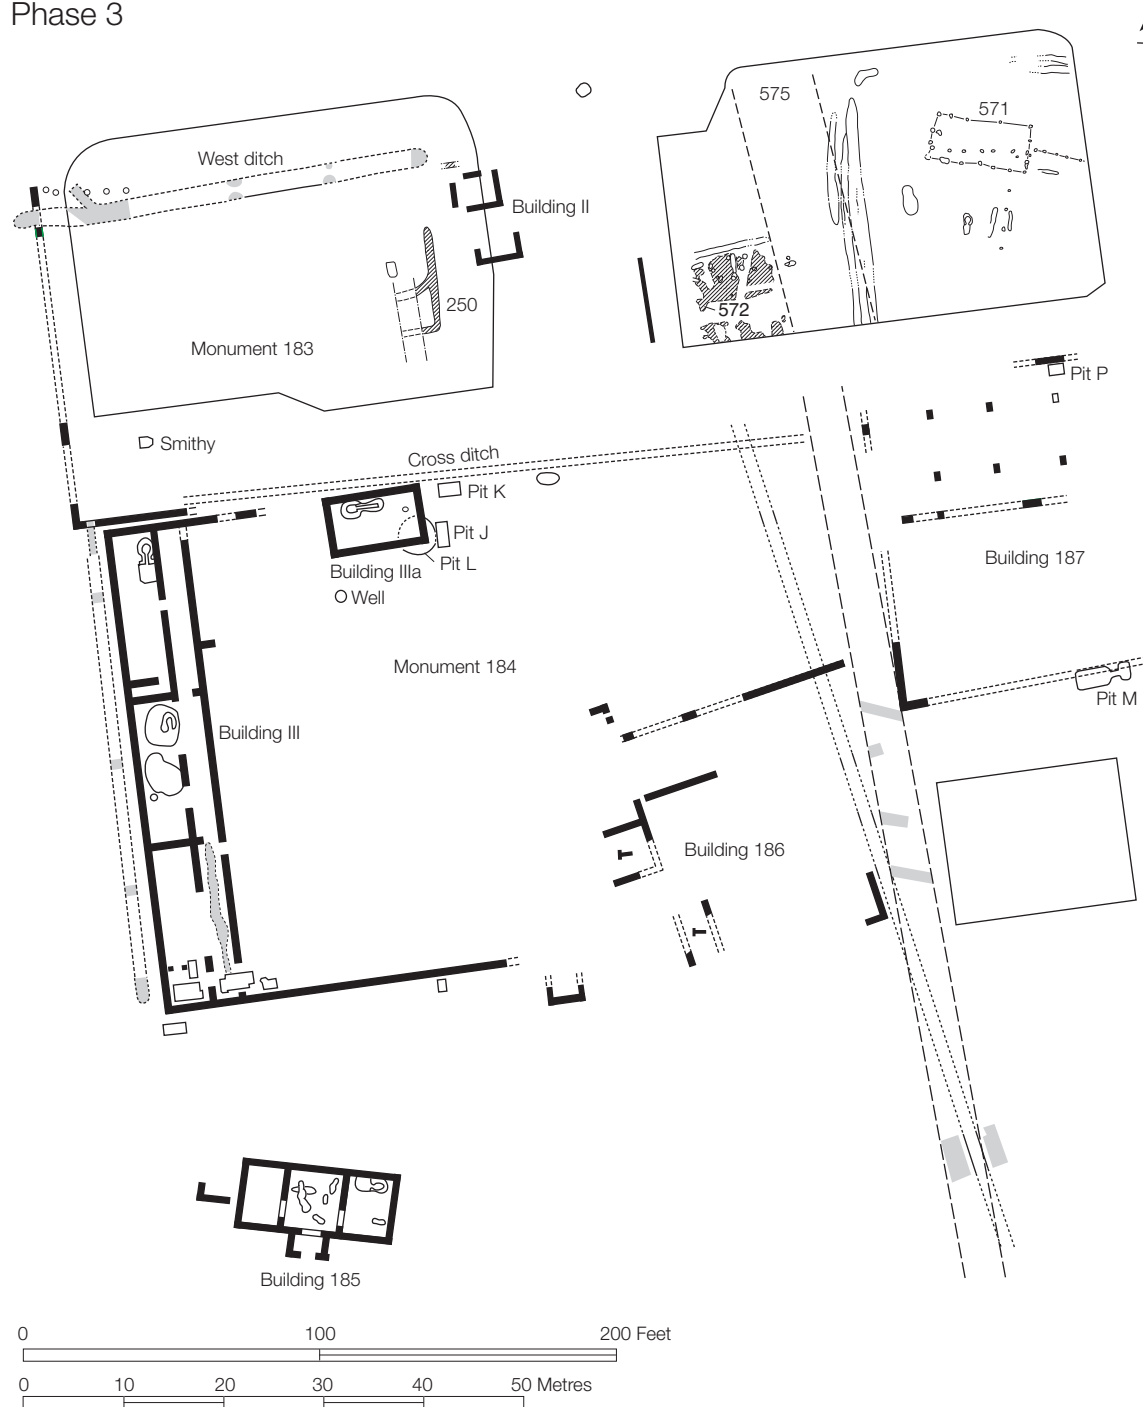 Phase 3
575
571
West ditch
Building II
250
572
Monument 183
Pit P
Smithy
Cross ditch
Pit K
Pit J
Pit L
Building IIIa
Well
Building 187
Monument 184
Pit M
Building III
Building 186
Building 185
0 100 200 Feet
0 10 20 30 40 50 Metres